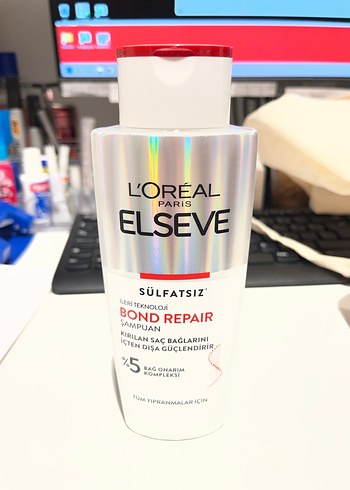 L'ORÉAL
PARIS
ELSEVE
SÜLFATSIZ*
İLERİ TEKNOLOJİ
BOND REPAIR
ŞAMPUAN
KIRILAN SAÇ BAĞLARINI
İÇTEN DIŞA GÜÇLENDİRİR
%5 BAĞ ONARIM
KOMPLEKSİ
TÜM YIPRANMALAR İÇİN